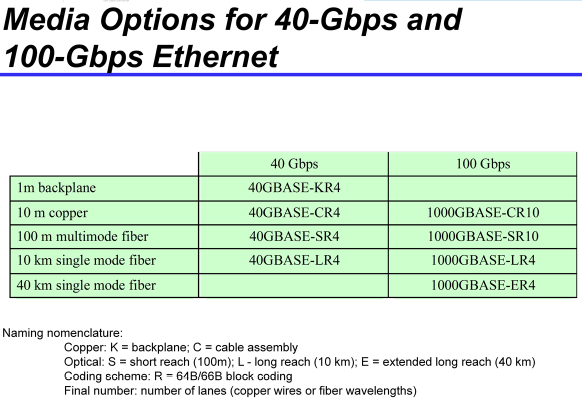 Media Options for 40-Gbps and
100-Gbps Ethernet
40 Gbps 100 Gbps
1m backplane 40GBASE-KR4
10 m copper 40GBASE-CR4 1000GBASE-CR10
100 m multimode fiber 40GBASE-SR4 1000GBASE-SR10
10 km single mode fiber 40GBASE-LR4 1000GBASE-LR4
40 km single mode fiber 1000GBASE-ER4
Naming nomenclature:
Copper: K = backplane; C = cable assembly
Optical: S = short reach (100m); L - long reach (10 km); E = extended long reach (40 km)
Coding scheme: R = 64B/66B block coding
Final number: number of lanes (copper wires or fiber wavelengths)